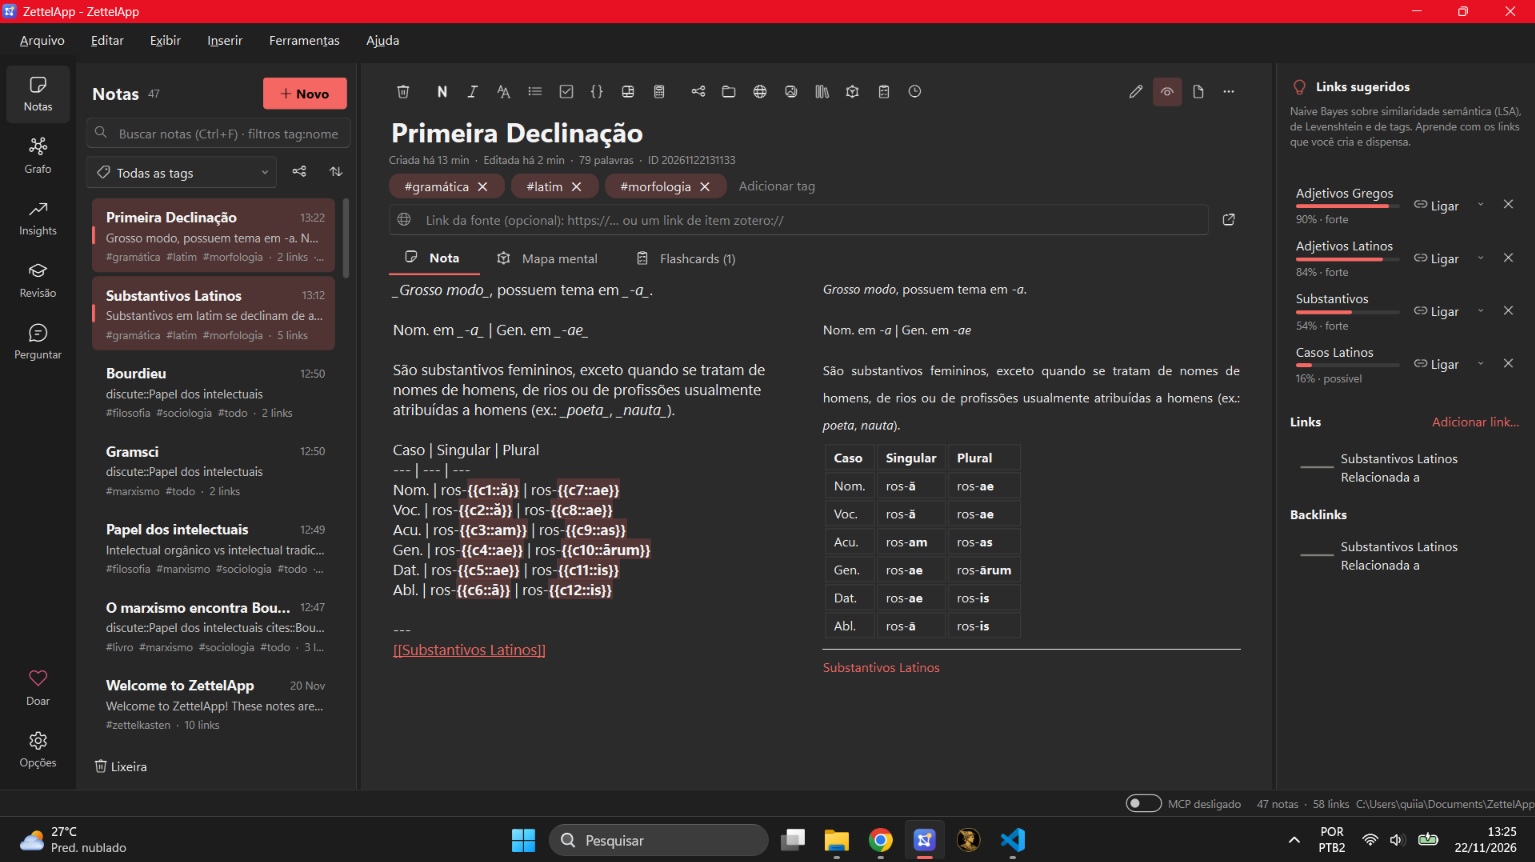 ZettelApp - ZettelApp
Arquivo Editar Exibir Inserir Ferramentas Ajuda
Notas
Grafo
Insights
Revisão
Perguntar
Doar
Opções
Notas 47
+ Novo
Buscar notas (Ctrl+F) · filtros tag:nome
Todas as tags
Primeira Declinação 13:22
Grosso modo, possuem tema em -a. N...
#gramática #latim #morfologia · 2 links ·...
Substantivos Latinos 13:12
Substantivos em latim se declinam de a...
#gramática #latim #morfologia · 5 links
Bourdieu 12:50
discute::Papel dos intelectuais
#filosofia #sociologia #todo · 2 links
Gramsci 12:50
discute::Papel dos intelectuais
#marxismo #todo · 2 links
Papel dos intelectuais 12:49
Intelectual orgânico vs intelectual tradic...
#filosofia #marxismo #sociologia #todo ·...
O marxismo encontra Bou... 12:47
discute::Papel dos intelectuais cites::Bou...
#livro #marxismo #sociologia #todo · 3 l...
Welcome to ZettelApp 20 Nov
Welcome to ZettelApp! These notes are...
#zettelkasten · 10 links
Lixeira
N I AA {}
Primeira Declinação
Criada há 13 min · Editada há 2 min · 79 palavras · ID 20261122131133
#gramática × #latim × #morfologia × Adicionar tag
Link da fonte (opcional): https://... ou um link de item zotero://
Nota Mapa mental Flashcards (1)
_Grosso modo_, possuem tema em _-a_.
Nom. em _-a_ | Gen. em _-ae_
São substantivos femininos, exceto quando se tratam de
nomes de homens, de rios ou de profissões usualmente
atribuídas a homens (ex.: _poeta_, _nauta_).
Caso | Singular | Plural
--- | --- | ---
Nom. | ros-{{c1::ă}} | ros-{{c7::ae}}
Voc. | ros-{{c2::ă}} | ros-{{c8::ae}}
Acu. | ros-{{c3::am}} | ros-{{c9::as}}
Gen. | ros-{{c4::ae}} | ros-{{c10::ārum}}
Dat. | ros-{{c5::ae}} | ros-{{c11::is}}
Abl. | ros-{{c6::ā}} | ros-{{c12::is}}
---
[[Substantivos Latinos]]
Grosso modo, possuem tema em -a.
Nom. em -a | Gen. em -ae
São substantivos femininos, exceto quando se tratam de nomes de
homens, de rios ou de profissões usualmente atribuídas a homens (ex.:
poeta, nauta).
Caso Singular Plural
Nom. ros-ă ros-ae
Voc. ros-ă ros-ae
Acu. ros-am ros-as
Gen. ros-ae ros-ārum
Dat. ros-ae ros-is
Abl. ros-ā ros-is
Substantivos Latinos
Links sugeridos
Naive Bayes sobre similaridade semântica (LSA),
de Levenshtein e de tags. Aprende com os links
que você cria e dispensa.
Adjetivos Gregos Ligar
90% · forte
Adjetivos Latinos Ligar
84% · forte
Substantivos Ligar
54% · forte
Casos Latinos Ligar
16% · possível
Links Adicionar link...
Substantivos Latinos
Relacionada a
Backlinks
Substantivos Latinos
Relacionada a
MCP desligado 47 notas · 58 links C:\Users\quiia\Documents\ZettelApp
27°C
Pred. nublado
Pesquisar
POR
PTB2
13:25
22/11/2026